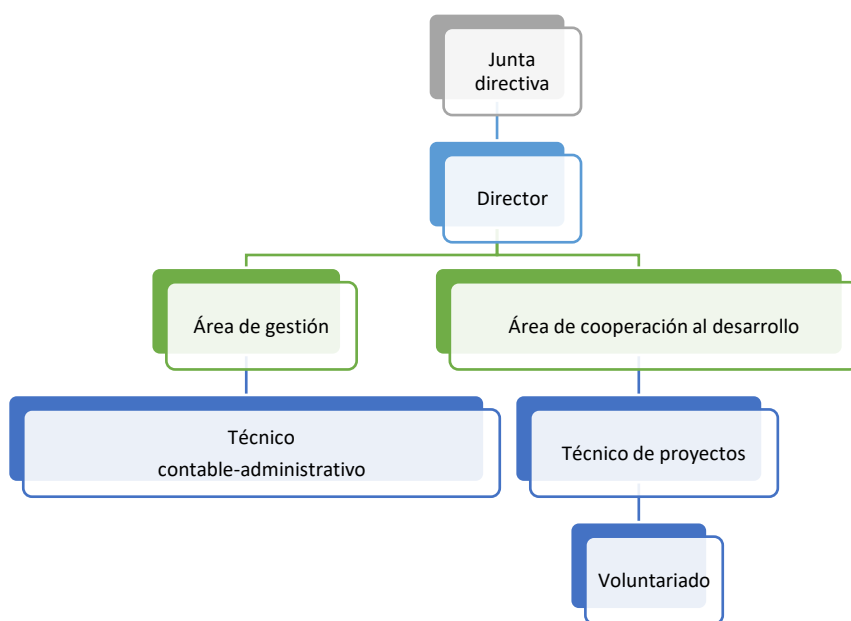 Junta
directiva
Director
Área de gestión
Área de cooperación al desarrollo
Técnico
contable-administrativo
Técnico de proyectos
Voluntariado